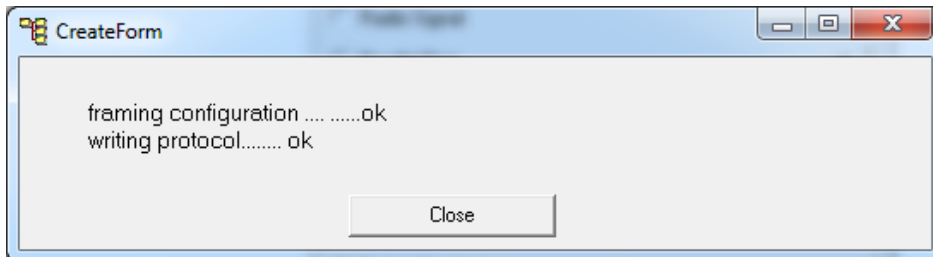 CreateForm
framing configuration .... ......ok
writing protocol........ ok
Close